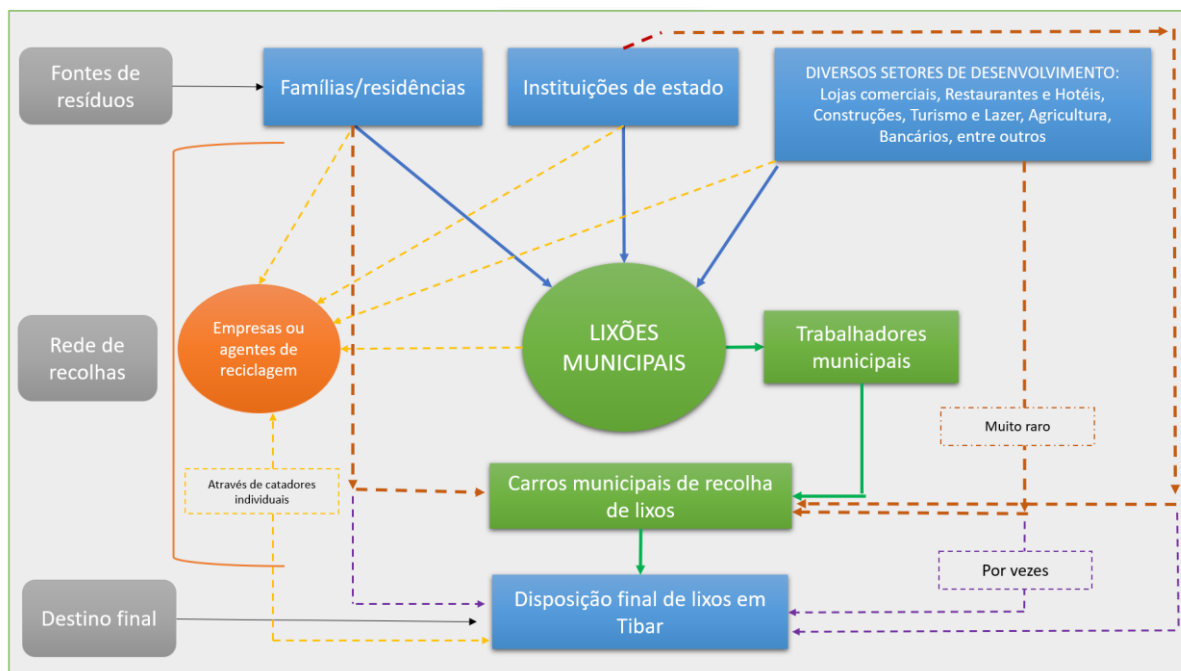 Fontes de
resíduos
Famílias/residências
Instituições de estado
DIVERSOS SETORES DE DESENVOLVIMENTO:
Lojas comerciais, Restaurantes e Hotéis,
Construções, Turismo e Lazer, Agricultura,
Bancários, entre outros
Rede de
recolhas
Empresas ou
agentes de
reciclagem
LIXÕES
MUNICIPAIS
Trabalhadores
municipais
Muito raro
Através de catadores
individuais
Carros municipais de recolha
de lixos
Por vezes
Destino final
Disposição final de lixos em
Tibar